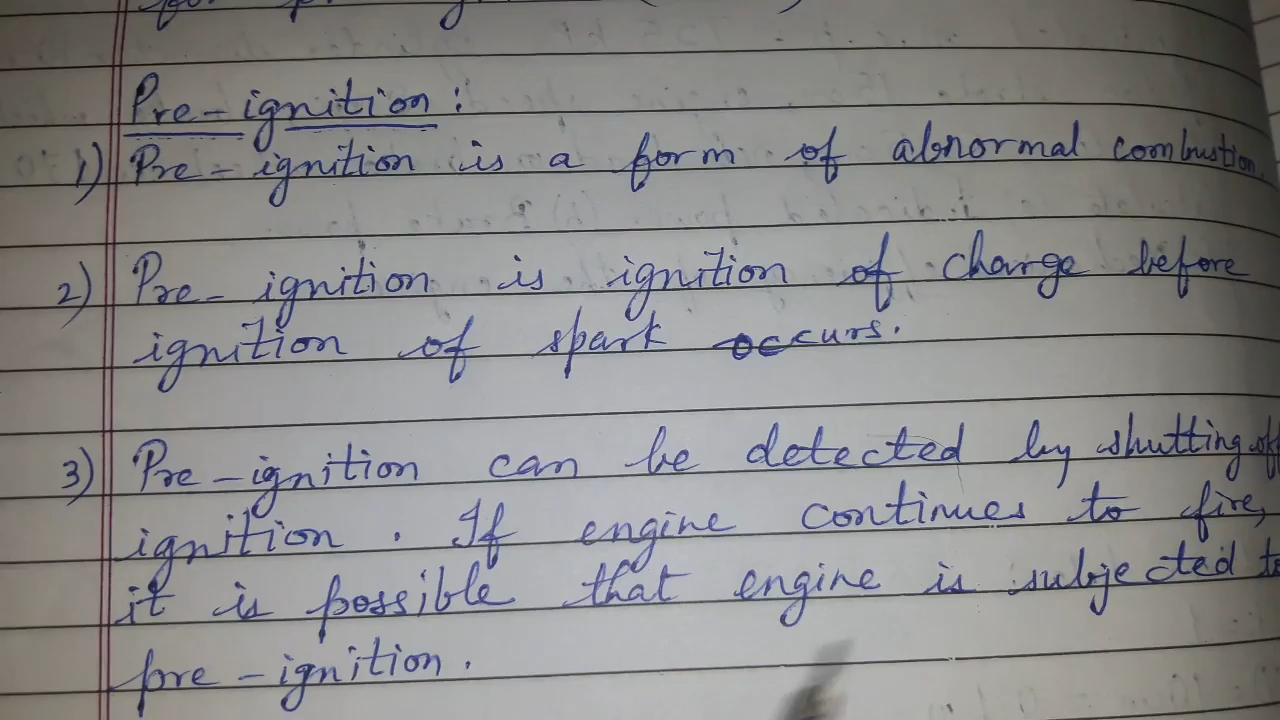 Pre-ignition :
1) Pre-ignition is a form of abnormal combustion.
2) Pre-ignition is ignition of charge before
ignition of spark occurs.
3) Pre-ignition can be detected by shutting off
ignition. If engine continues to fire,
it is possible that engine is subjected to
pre-ignition.